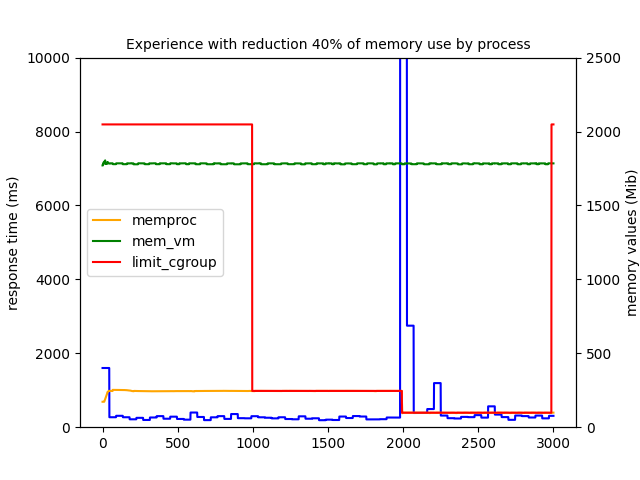 Experience with reduction 40% of memory use by process
10000
8000
6000
4000
2000
0
response time (ms)
2500
2000
1500
1000
500
0
memory values (Mib)
memproc
mem_vm
limit_cgroup
0 500 1000 1500 2000 2500 3000